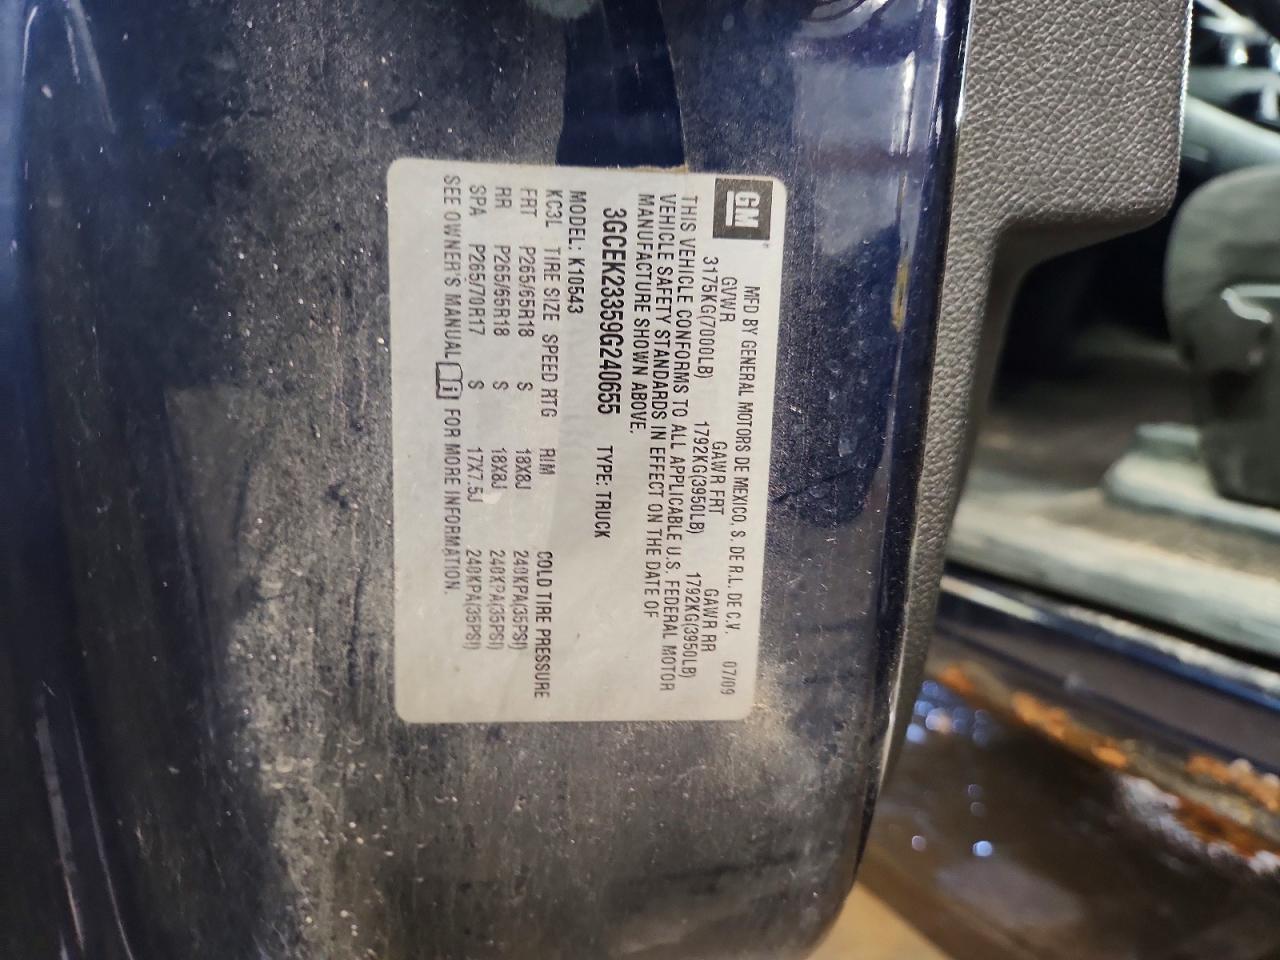 GM
MFD BY GENERAL MOTORS DE MEXICO, S. DE R.L. DE C.V. 07/09
GVWR GAWR FRT GAWR RR
3175KG(7000LB) 1792KG(3950LB) 1792KG(3950LB)
THIS VEHICLE CONFORMS TO ALL APPLICABLE U.S. FEDERAL MOTOR
VEHICLE SAFETY STANDARDS IN EFFECT ON THE DATE OF
MANUFACTURE SHOWN ABOVE.
3GCEK23359G240655 TYPE: TRUCK
MODEL: K10543
KC3L TIRE SIZE SPEED RTG RIM COLD TIRE PRESSURE
FRT P265/65R18 S 18X8J 240KPA(35PSI)
RR P265/65R18 S 18X8J 240KPA(35PSI)
SPA P265/70R17 S 17X7.5J 240KPA(35PSI)
SEE OWNER'S MANUAL i FOR MORE INFORMATION.